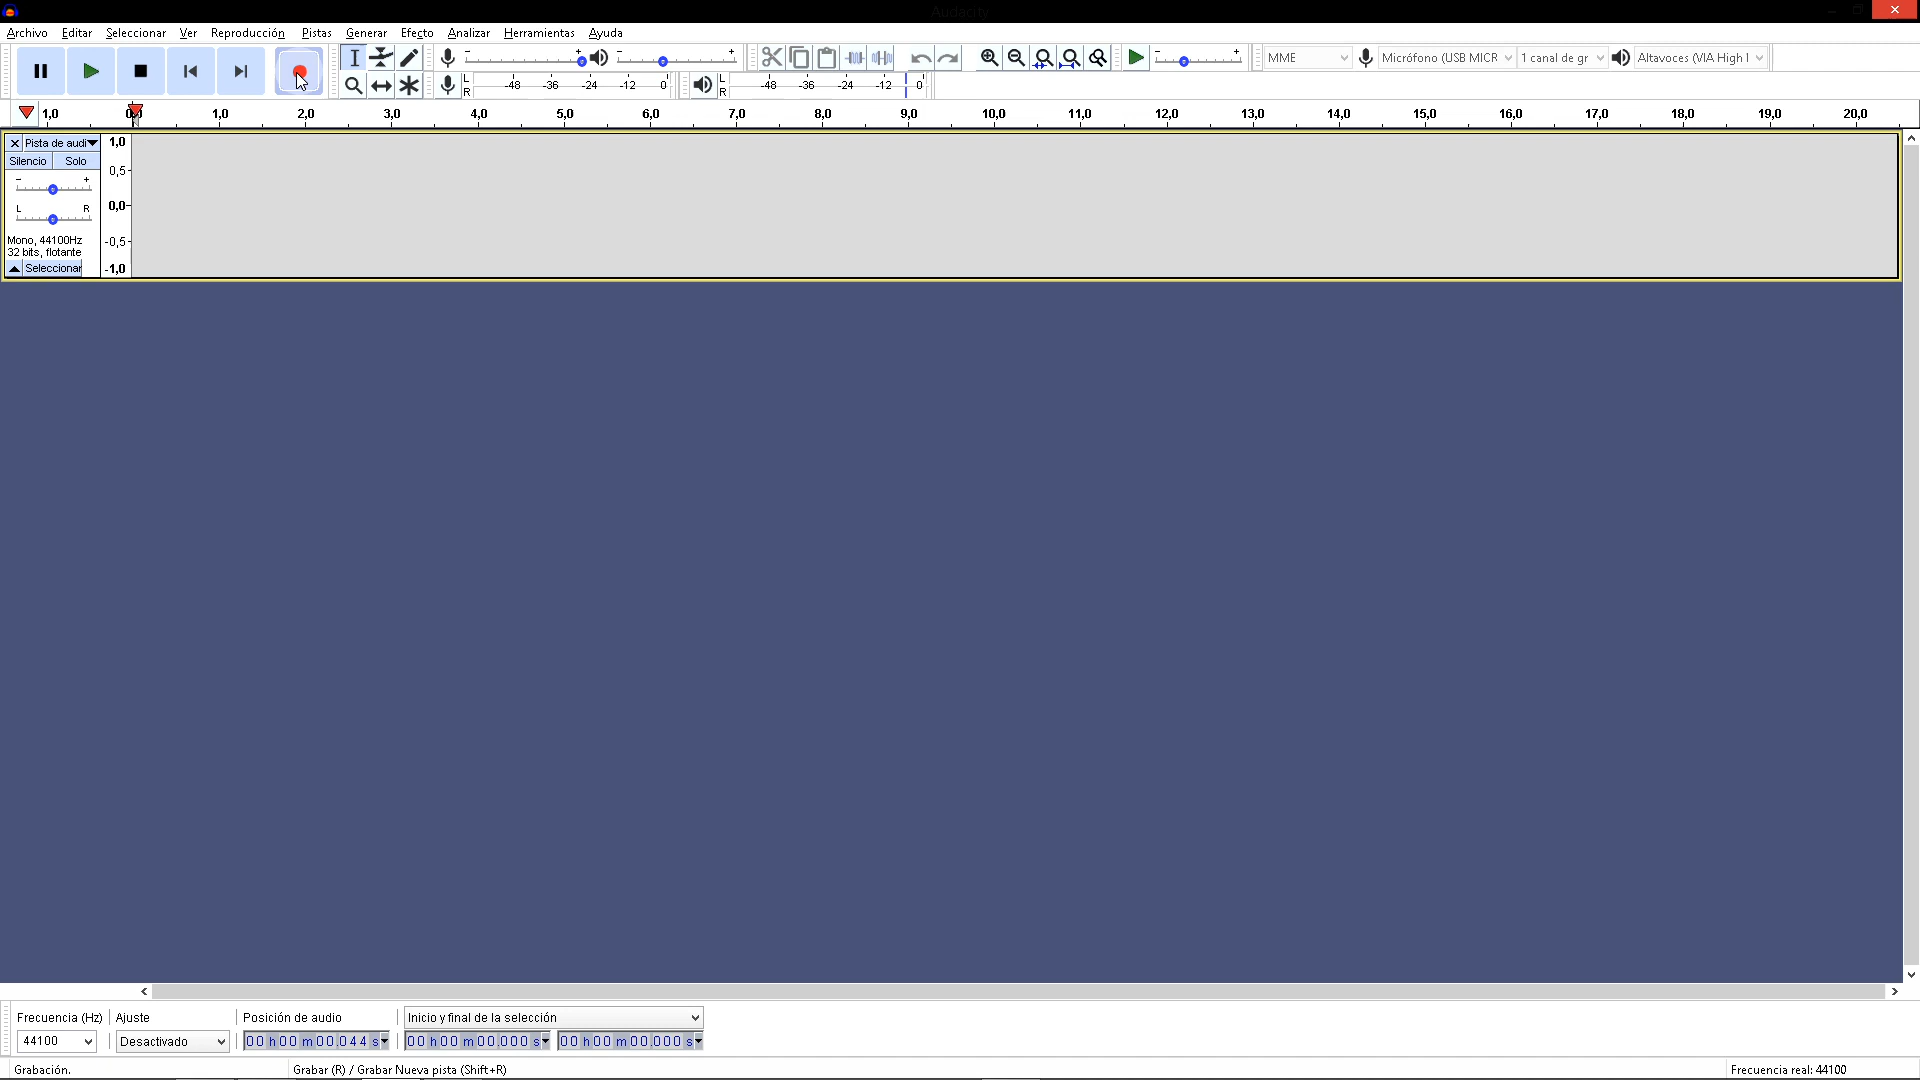 Audacity
Archivo Editar Seleccionar Ver Reproducción Pistas Generar Efecto Analizar Herramientas Ayuda
- + - + - + MME Micrófono (USB MICR 1 canal de gr Altavoces (VIA High I
L R -48 -36 -24 -12 0 L R -48 -36 -24 -12 0
1,0 0,0 1,0 2,0 3,0 4,0 5,0 6,0 7,0 8,0 9,0 10,0 11,0 12,0 13,0 14,0 15,0 16,0 17,0 18,0 19,0 20,0
Pista de audi 1,0
Silencio Solo 0,5
- +
L R 0,0
Mono, 44100Hz -0,5
32 bits, flotante
Seleccionar -1,0
Frecuencia (Hz) Ajuste Posición de audio Inicio y final de la selección
44100 Desactivado 00 h 00 m 00.044 s 00 h 00 m 00.000 s 00 h 00 m 00.000 s
Grabación. Grabar (R) / Grabar Nueva pista (Shift+R) Frecuencia real: 44100